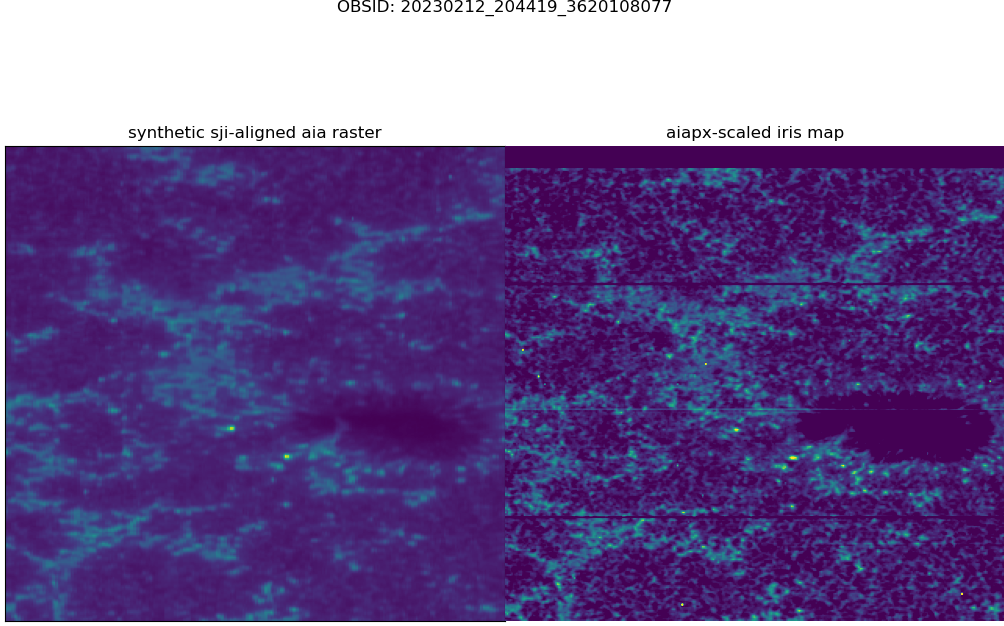 OBSID: 20230212_204419_3620108077
synthetic sji-aligned aia raster
aiapx-scaled iris map